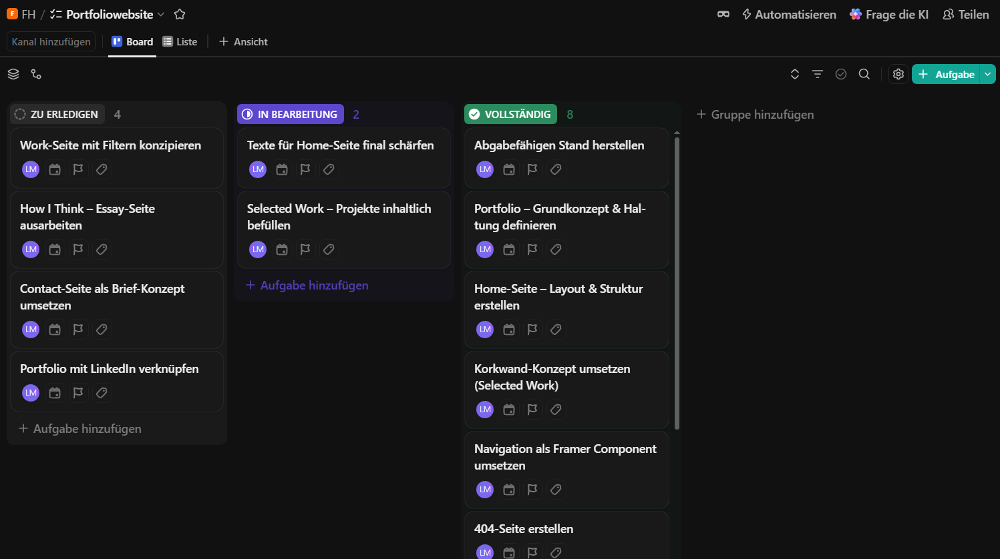 F FH / Portfoliowebsite
Automatisieren
Frage die KI
Teilen
Kanal hinzufügen
Board
Liste
Ansicht
Aufgabe
ZU ERLEDIGEN 4
Work-Seite mit Filtern konzipieren
LM
How I Think – Essay-Seite
ausarbeiten
LM
Contact-Seite als Brief-Konzept
umsetzen
LM
Portfolio mit LinkedIn verknüpfen
LM
+ Aufgabe hinzufügen
IN BEARBEITUNG 2
Texte für Home-Seite final schärfen
LM
Selected Work – Projekte inhaltlich
befüllen
LM
+ Aufgabe hinzufügen
VOLLSTÄNDIG 8
Abgabefähigen Stand herstellen
LM
Portfolio – Grundkonzept & Hal-
tung definieren
LM
Home-Seite – Layout & Struktur
erstellen
LM
Korkwand-Konzept umsetzen
(Selected Work)
LM
Navigation als Framer Component
umsetzen
LM
404-Seite erstellen
LM
+ Gruppe hinzufügen